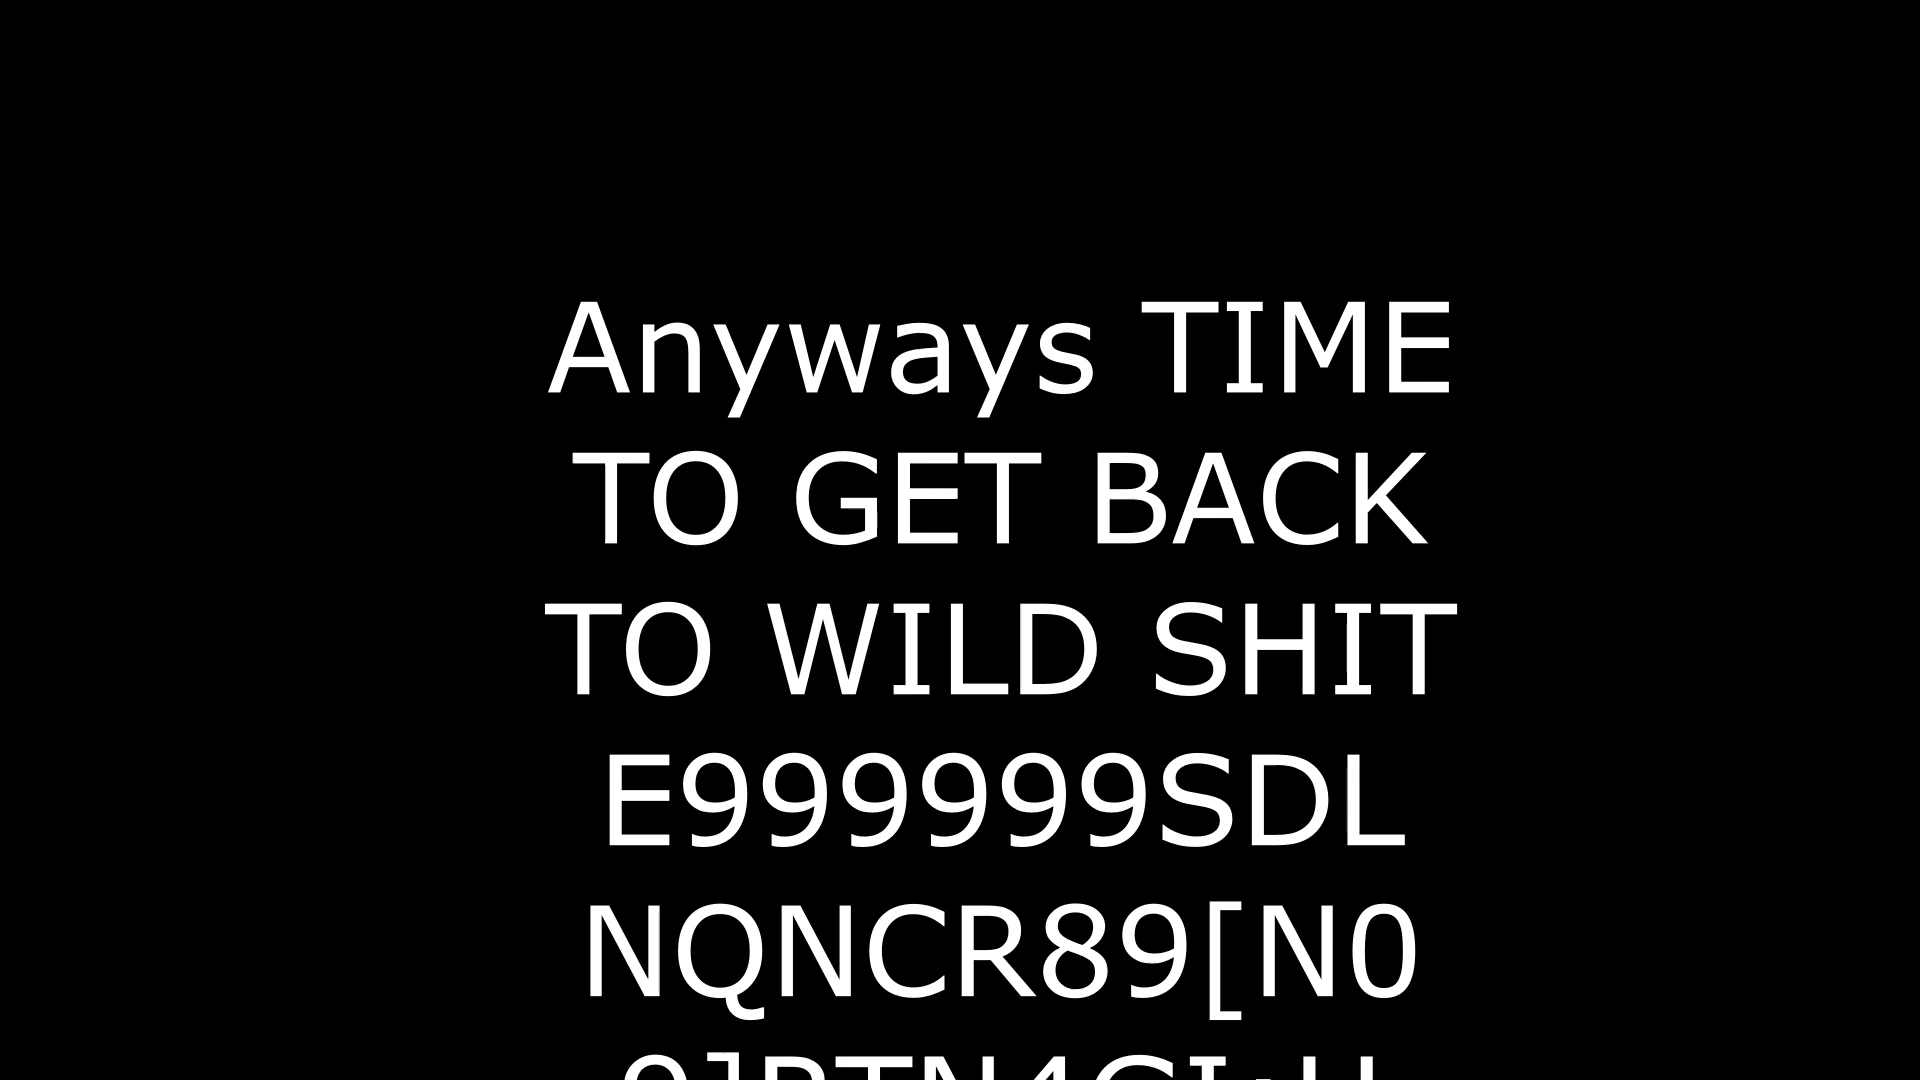 Anyways TIME
TO GET BACK
TO WILD SHIT
E999999SDL
NQNCR89[N0